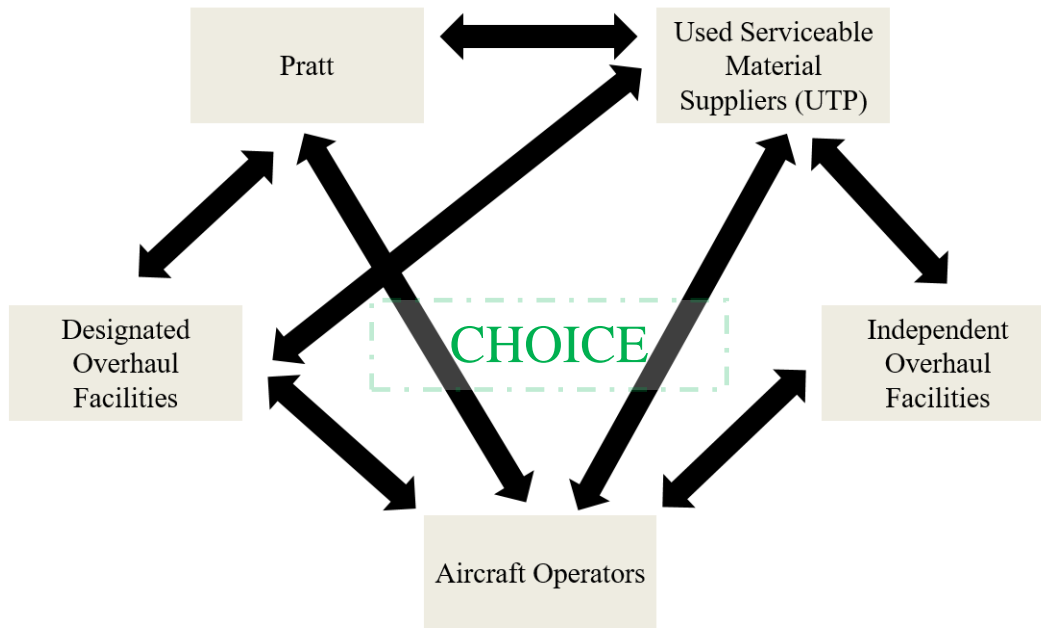 Pratt
Used Serviceable
Material
Suppliers (UTP)
Designated
Overhaul
Facilities
CHOICE
Independent
Overhaul
Facilities
Aircraft Operators